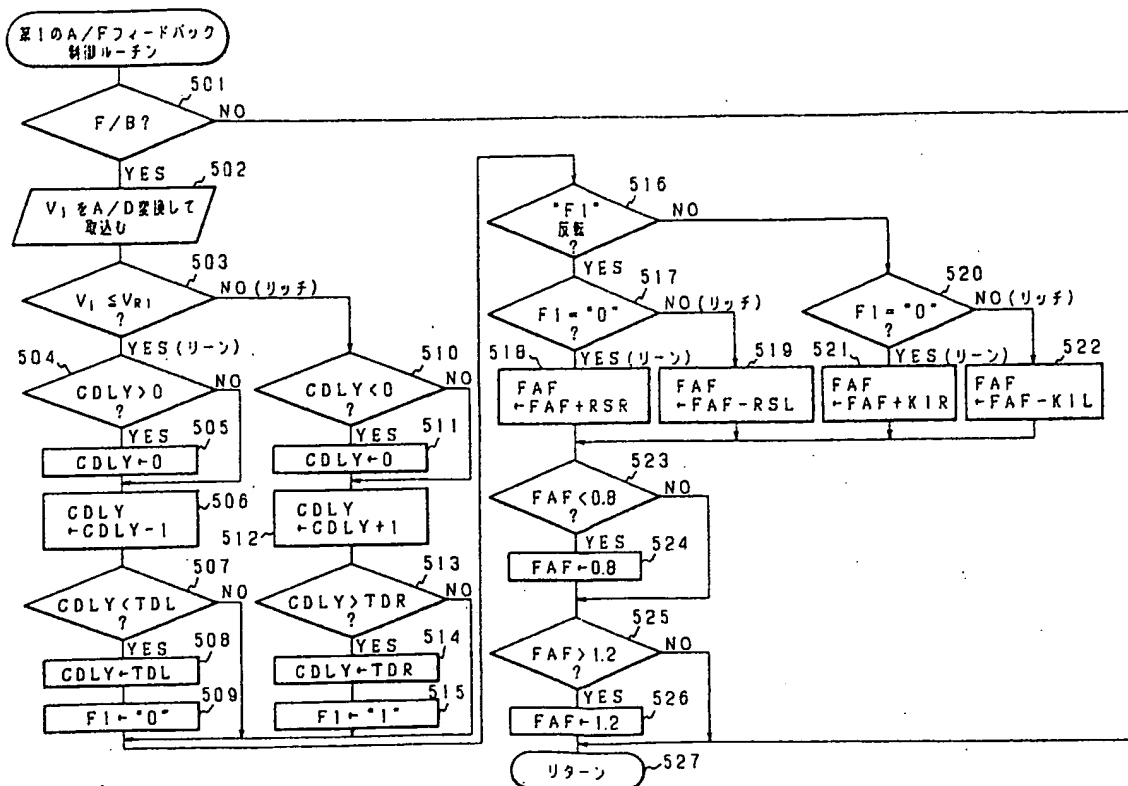 第1のA/Fフィードバック
制御ルーチン
501
F/B?
NO
YES
502
V1をA/D変換して
取込む
503
V1≤VR1
?
NO(リッチ)
YES(リーン)
504
CDLY>0
?
NO
YES
505
CDLY←0
506
CDLY
←CDLY-1
507
CDLY<TDL
?
NO
YES
508
CDLY←TDL
509
F1←"0"
510
CDLY<0
?
NO
YES
511
CDLY←0
512
CDLY
←CDLY+1
513
CDLY>TDR
?
NO
YES
514
CDLY←TDR
515
F1←"1"
516
"F1"
反転
?
NO
YES
517
F1="0"
?
NO(リッチ)
YES(リーン)
518
FAF
←FAF+RSR
519
FAF
←FAF-RSL
520
F1="0"
?
NO(リッチ)
YES(リーン)
521
FAF
←FAF+KIR
522
FAF
←FAF-KIL
523
FAF<0.8
?
NO
YES
524
FAF←0.8
525
FAF>1.2
?
NO
YES
526
FAF←1.2
リターン
527